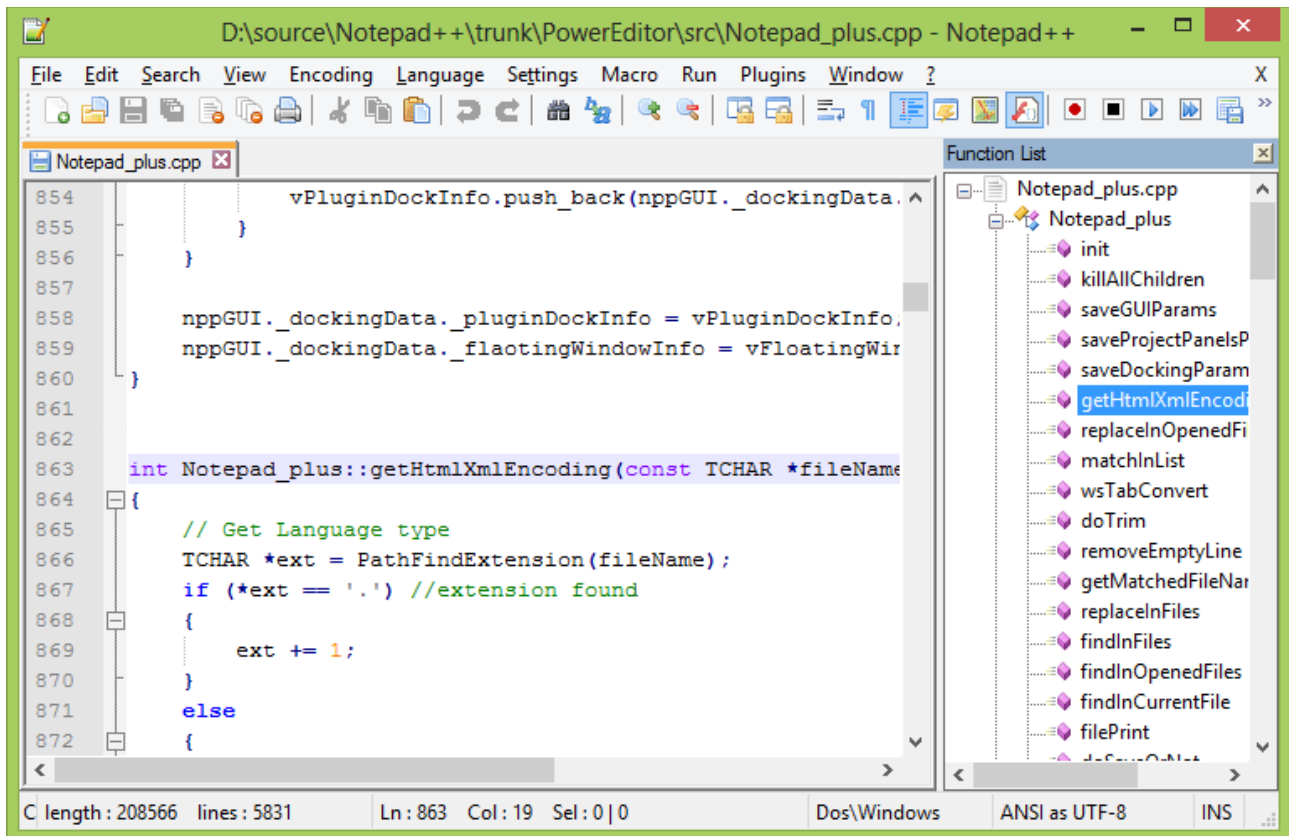 D:\source\Notepad++\trunk\PowerEditor\src\Notepad_plus.cpp - Notepad++
File Edit Search View Encoding Language Settings Macro Run Plugins Window ? X
Notepad_plus.cpp
854 vPluginDockInfo.push_back(nppGUI._dockingData.
855 }
856 }
857
858 nppGUI._dockingData._pluginDockInfo = vPluginDockInfo;
859 nppGUI._dockingData._flaotingWindowInfo = vFloatingWin
860 }
861
862
863 int Notepad_plus::getHtmlXmlEncoding(const TCHAR *fileName
864 {
865 // Get Language type
866 TCHAR *ext = PathFindExtension(fileName);
867 if (*ext == '.') //extension found
868 {
869 ext += 1;
870 }
871 else
872 {
Function List
Notepad_plus.cpp
Notepad_plus
init
killAllChildren
saveGUIParams
saveProjectPanelsP
saveDockingParam
getHtmlXmlEncodi
replaceInOpenedFi
matchInList
wsTabConvert
doTrim
removeEmptyLine
getMatchedFileNar
replaceInFiles
findInFiles
findInOpenedFiles
findInCurrentFile
filePrint
C length : 208566 lines : 5831 Ln : 863 Col : 19 Sel : 0 | 0 Dos\Windows ANSI as UTF-8 INS